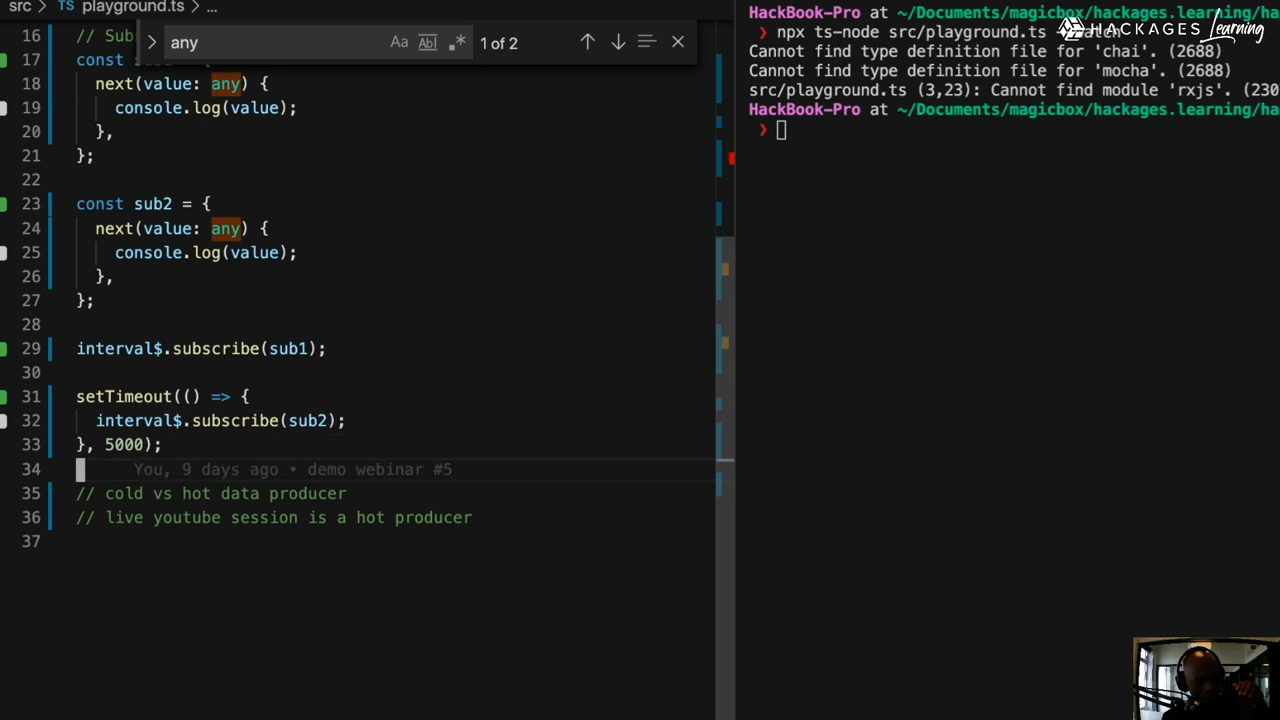 src > TS playground.ts > ...
any
Aa Abl .* 1 of 2
16 // Sub
17 const
18 next(value: any) {
19 console.log(value);
20 },
21 };
22
23 const sub2 = {
24 next(value: any) {
25 console.log(value);
26 },
27 };
28
29 interval$.subscribe(sub1);
30
31 setTimeout(() => {
32 interval$.subscribe(sub2);
33 }, 5000);
34 You, 9 days ago • demo webinar #5
35 // cold vs hot data producer
36 // live youtube session is a hot producer
37
HackBook-Pro at ~/Documents/magicbox/hackages.learning/ha
❯ npx ts-node src/playground.ts
Cannot find type definition file for 'chai'. (2688)
Cannot find type definition file for 'mocha'. (2688)
src/playground.ts (3,23): Cannot find module 'rxjs'. (230
HackBook-Pro at ~/Documents/magicbox/hackages.learning/ha
❯
HACKAGES Learning